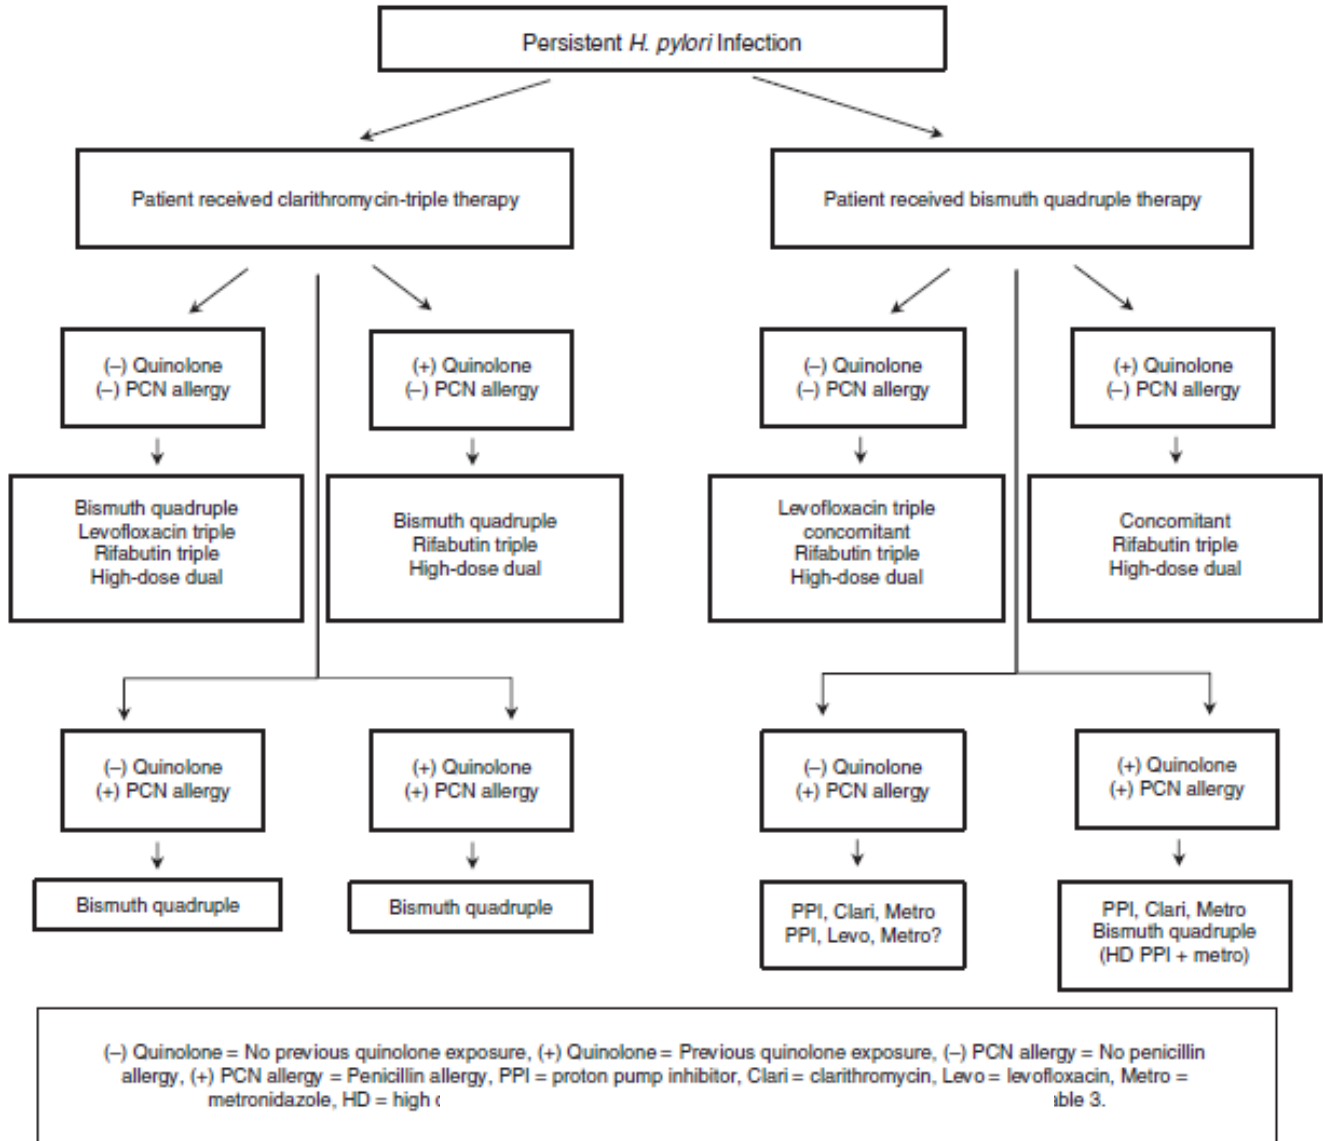 Persistent H. pylori Infection
Patient received clarithromycin-triple therapy
Patient received bismuth quadruple therapy
(–) Quinolone
(–) PCN allergy
(+) Quinolone
(–) PCN allergy
(–) Quinolone
(–) PCN allergy
(+) Quinolone
(–) PCN allergy
Bismuth quadruple
Levofloxacin triple
Rifabutin triple
High-dose dual
Bismuth quadruple
Rifabutin triple
High-dose dual
Levofloxacin triple
concomitant
Rifabutin triple
High-dose dual
Concomitant
Rifabutin triple
High-dose dual
(–) Quinolone
(+) PCN allergy
(+) Quinolone
(+) PCN allergy
(–) Quinolone
(+) PCN allergy
(+) Quinolone
(+) PCN allergy
Bismuth quadruple
Bismuth quadruple
PPI, Clari, Metro
PPI, Levo, Metro?
PPI, Clari, Metro
Bismuth quadruple
(HD PPI + metro)
(–) Quinolone = No previous quinolone exposure, (+) Quinolone = Previous quinolone exposure, (–) PCN allergy = No penicillin
allergy, (+) PCN allergy = Penicillin allergy, PPI = proton pump inhibitor, Clari = clarithromycin, Levo = levofloxacin, Metro =
metronidazole, HD = high 3.